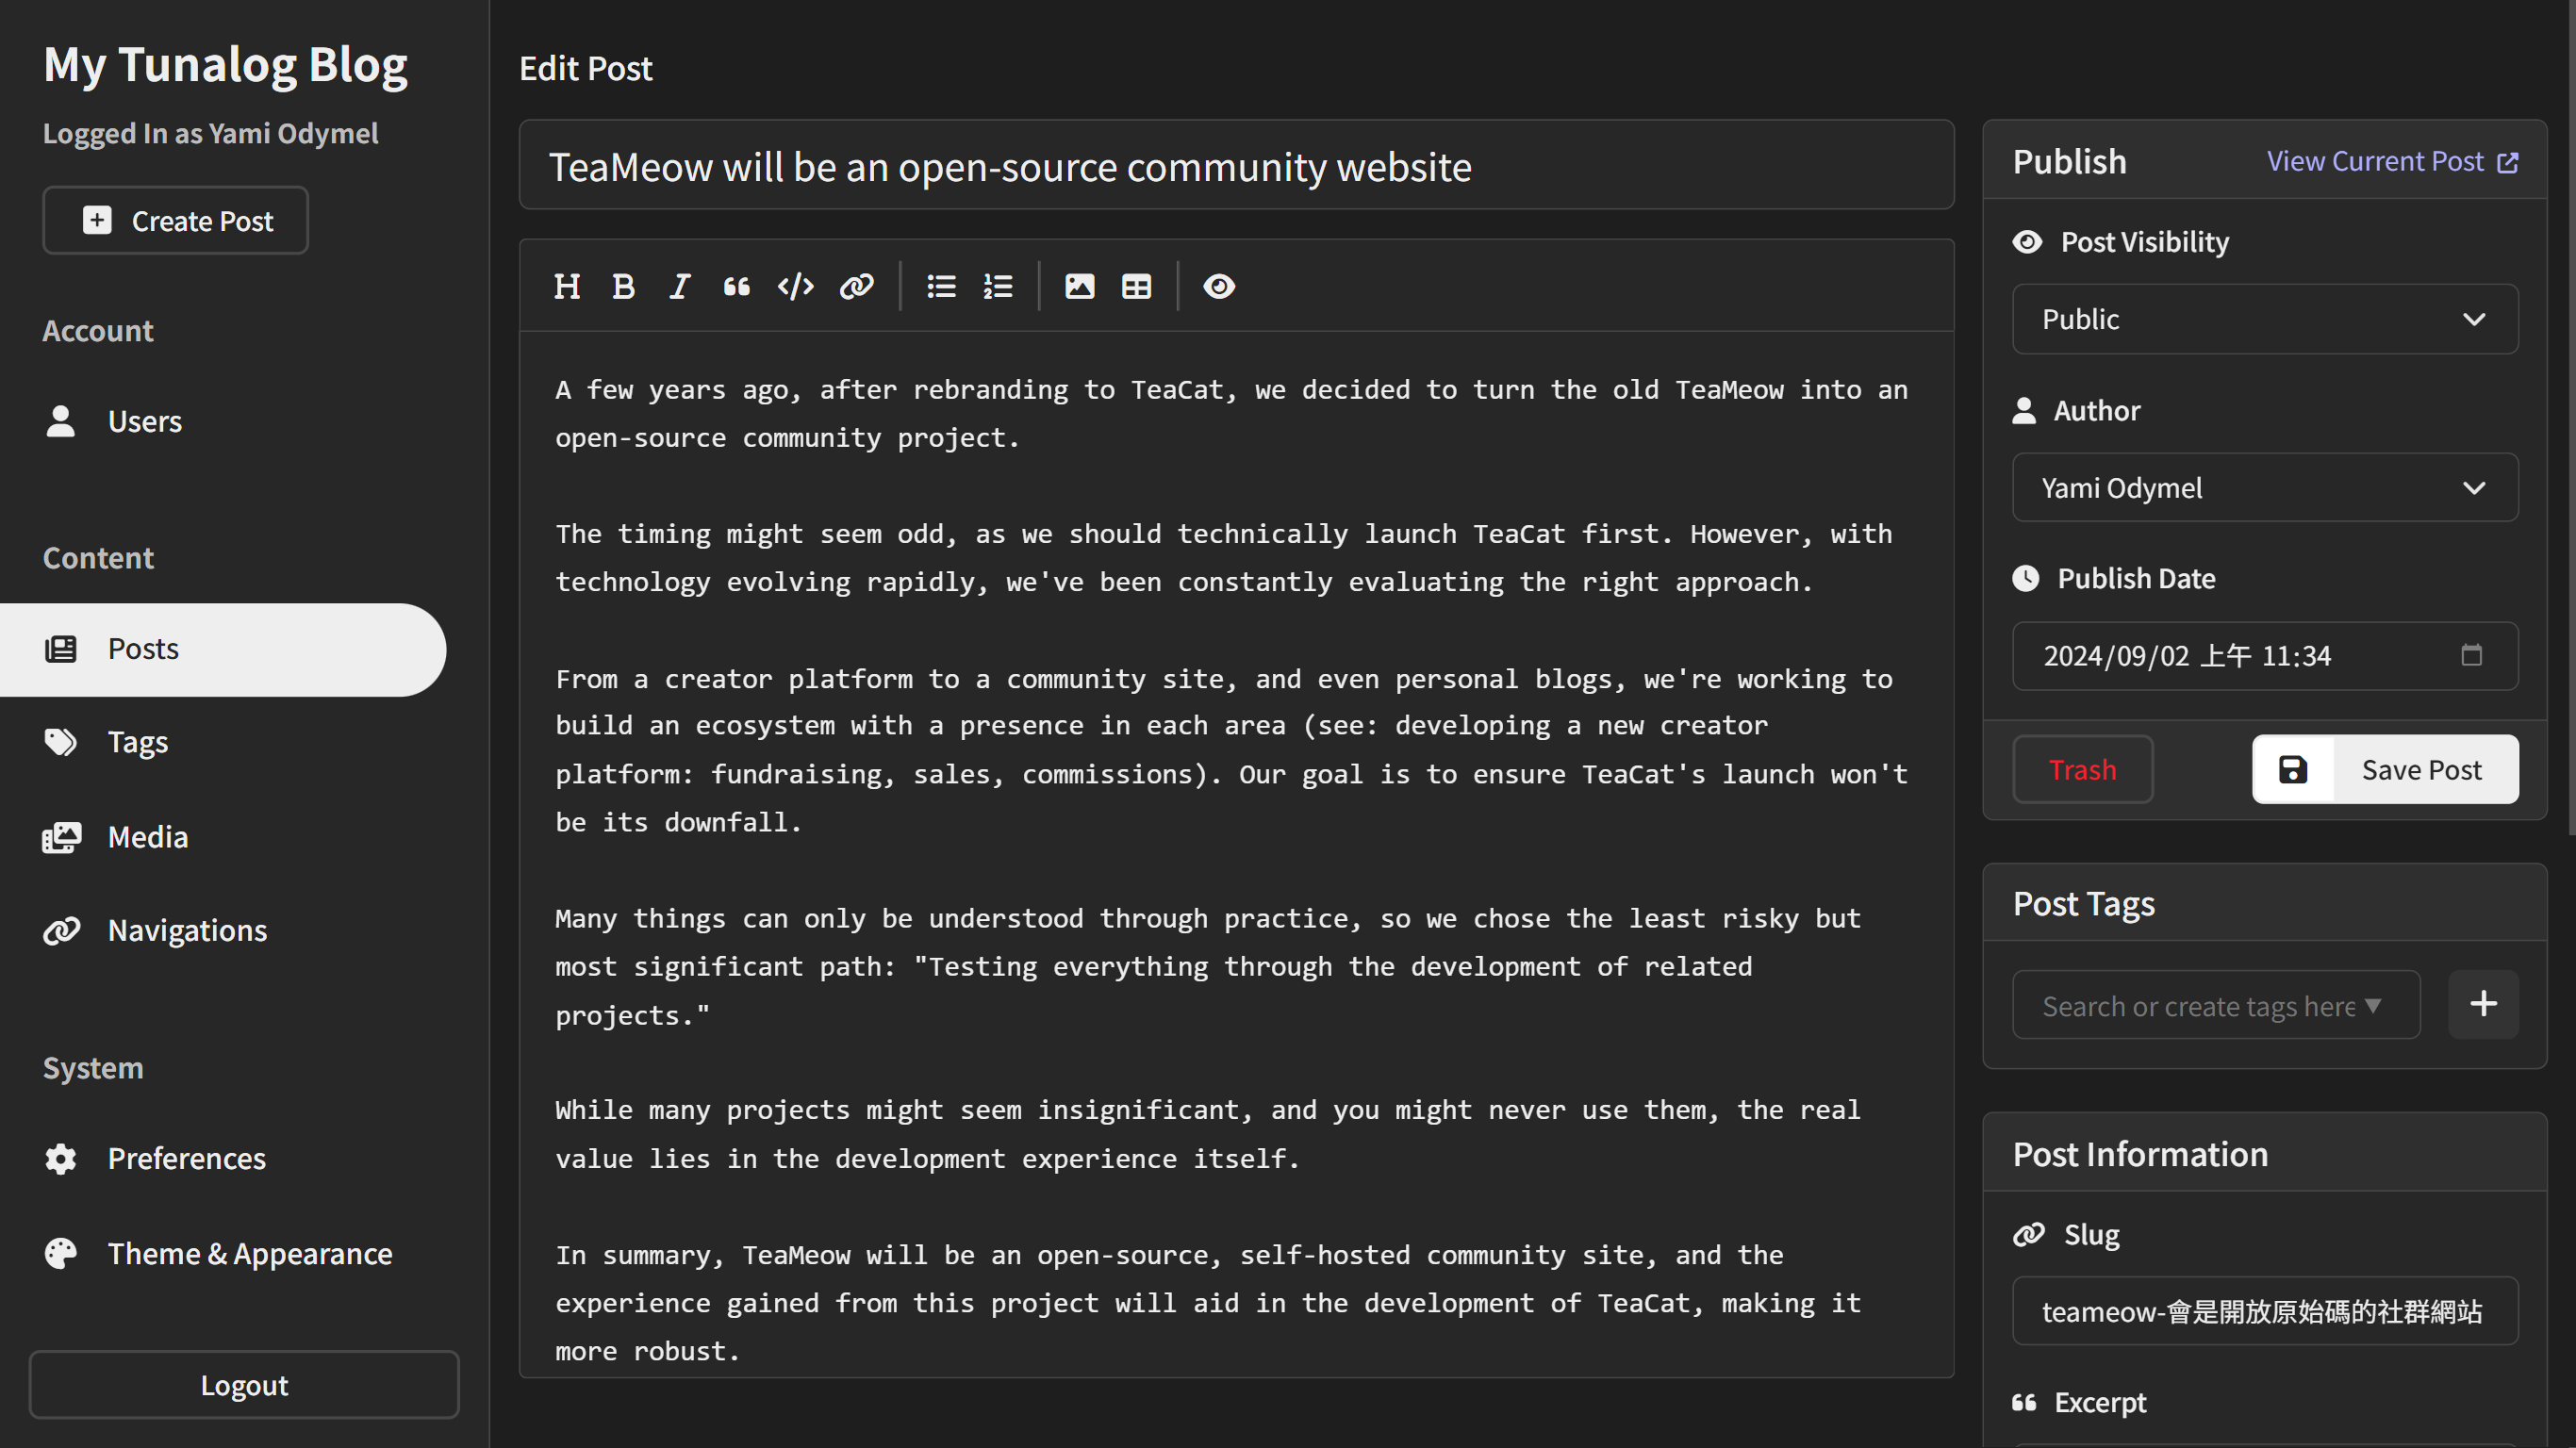 My Tunalog Blog
Logged In as Yami Odymel
Create Post
Account
Users
Content
Posts
Tags
Media
Navigations
System
Preferences
Theme & Appearance
Logout
Edit Post
TeaMeow will be an open-source community website
A few years ago, after rebranding to TeaCat, we decided to turn the old TeaMeow into an
open-source community project.
The timing might seem odd, as we should technically launch TeaCat first. However, with
technology evolving rapidly, we've been constantly evaluating the right approach.
From a creator platform to a community site, and even personal blogs, we're working to
build an ecosystem with a presence in each area (see: developing a new creator
platform: fundraising, sales, commissions). Our goal is to ensure TeaCat's launch won't
be its downfall.
Many things can only be understood through practice, so we chose the least risky but
most significant path: "Testing everything through the development of related
projects."
While many projects might seem insignificant, and you might never use them, the real
value lies in the development experience itself.
In summary, TeaMeow will be an open-source, self-hosted community site, and the
experience gained from this project will aid in the development of TeaCat, making it
more robust.
Publish
View Current Post
Post Visibility
Public
Author
Yami Odymel
Publish Date
2024/09/02 上午 11:34
Trash
Save Post
Post Tags
Search or create tags here
Post Information
Slug
teameow-會是開放原始碼的社群網站
Excerpt